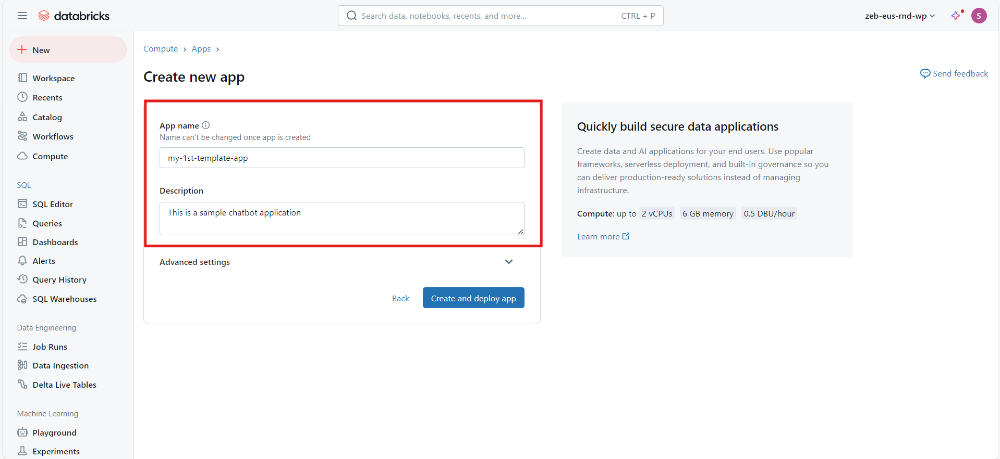 databricks
Search data, notebooks, recents, and more...
CTRL + P
zeb-eus-rnd-wp
S
New
Workspace
Recents
Catalog
Workflows
Compute
SQL
SQL Editor
Queries
Dashboards
Alerts
Query History
SQL Warehouses
Data Engineering
Job Runs
Data Ingestion
Delta Live Tables
Machine Learning
Playground
Experiments
Compute > Apps >
Create new app
Send feedback
App name
Name can't be changed once app is created
my-1st-template-app
Description
This is a sample chatbot application
Advanced settings
Back
Create and deploy app
Quickly build secure data applications
Create data and AI applications for your end users. Use popular
frameworks, serverless deployment, and built-in governance so you
can deliver production-ready solutions instead of managing
infrastructure.
Compute: up to 2 vCPUs 6 GB memory 0.5 DBU/hour
Learn more